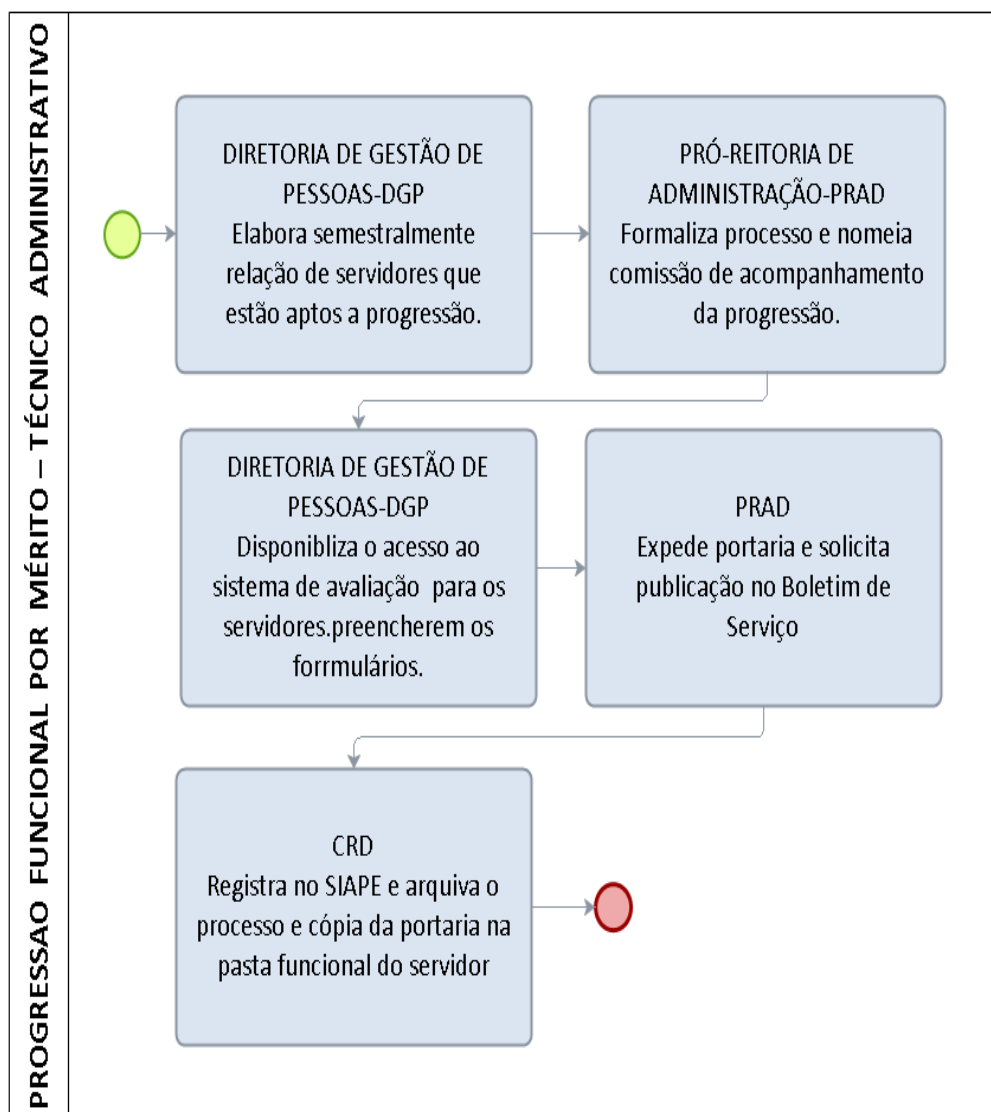 PROGRESSAO FUNCIONAL POR MÉRITO – TÉCNICO ADMINISTRATIVO
DIRETORIA DE GESTÃO DE
PESSOAS-DGP
Elabora semestralmente
relação de servidores que
estão aptos a progressão.
PRÓ-REITORIA DE
ADMINISTRAÇÃO-PRAD
Formaliza processo e nomeia
comissão de acompanhamento
da progressão.
DIRETORIA DE GESTÃO DE
PESSOAS-DGP
Disponibliza o acesso ao
sistema de avaliação para os
servidores.preencherem os
forrmulários.
PRAD
Expede portaria e solicita
publicação no Boletim de
Serviço
CRD
Registra no SIAPE e arquiva o
processo e cópia da portaria na
pasta funcional do servidor